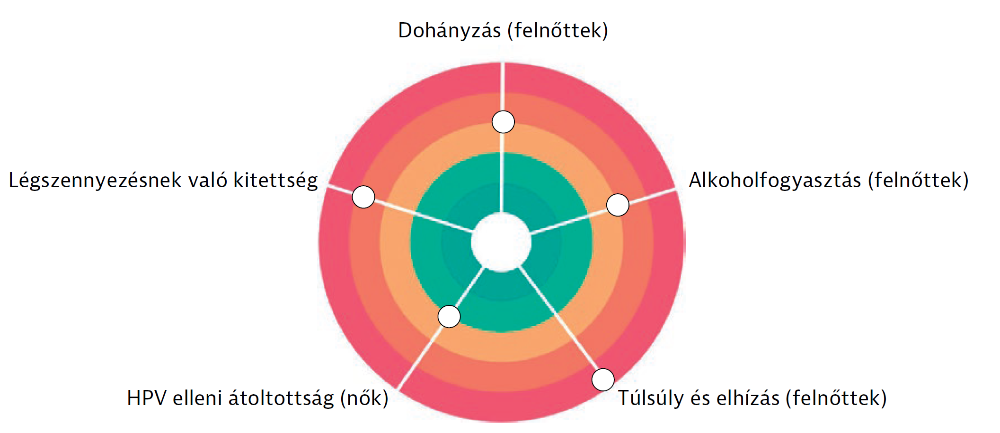 Dohányzás (felnőttek)
Légszennyezésnek való kitettség
Alkoholfogyasztás (felnőttek)
HPV elleni átoltottság (nők)
Túlsúly és elhízás (felnőttek)